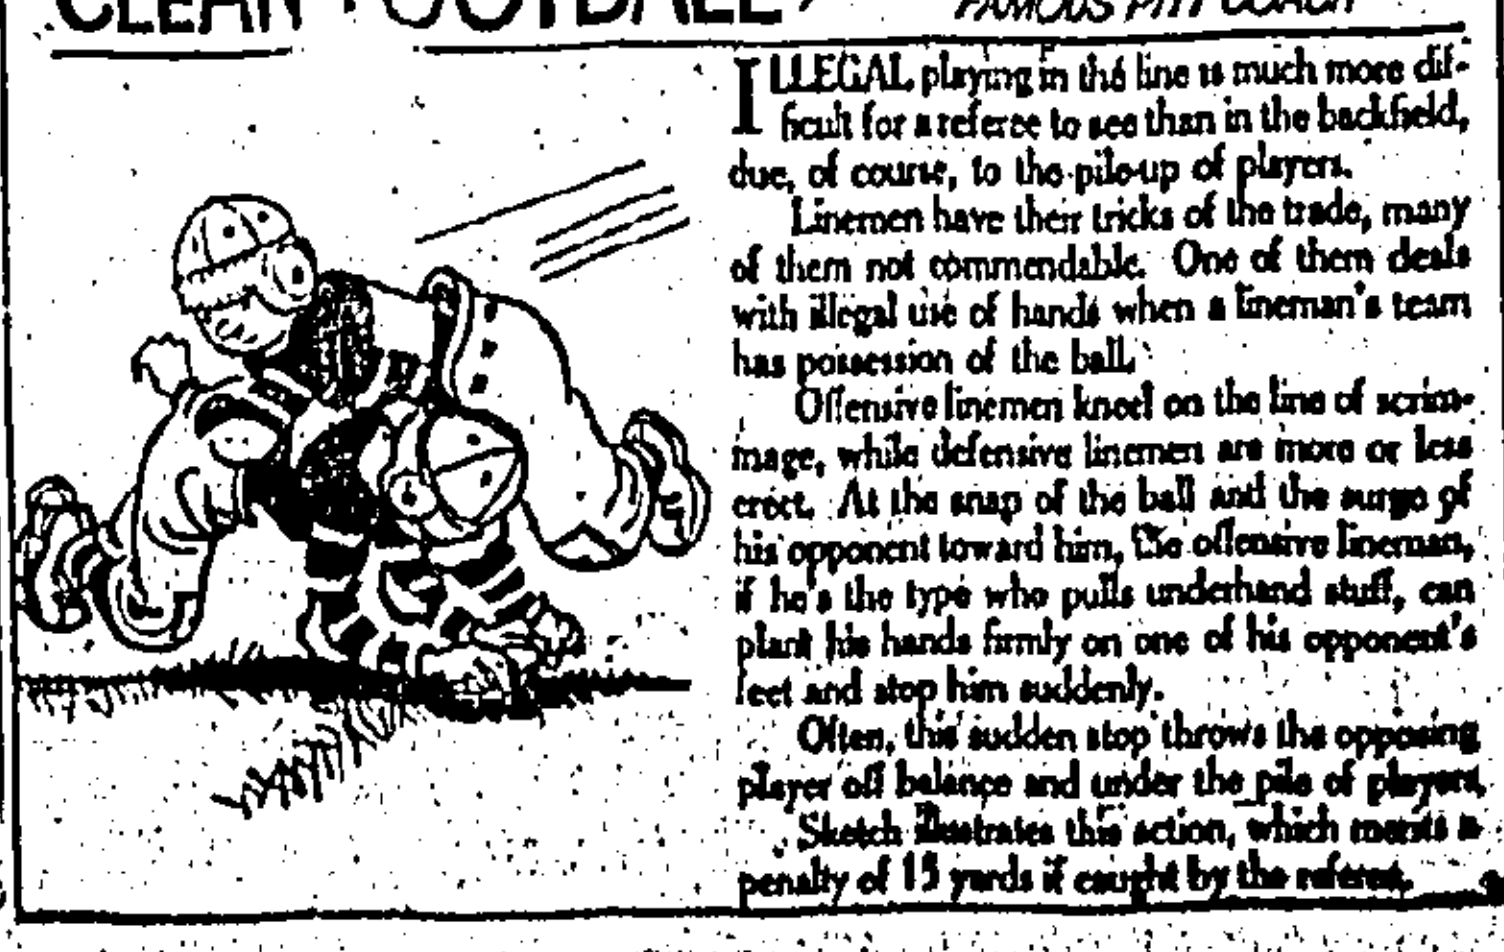 CLEAN FOOTBALL
FAMOUS PITT COACH
ILLEGAL playing in the line is much more dif-
ficult for a referee to see than in the backfield,
due, of course, to the pile-up of players.
Linemen have their tricks of the trade, many
of them not commendable. One of them deals
with illegal use of hands when a lineman's team
has possession of the ball.
Offensive linemen kneel on the line of scrim-
mage, while defensive linemen are more or less
erect. At the snap of the ball and the surge of
his opponent toward him, the offensive lineman,
if he's the type who pulls underhand stuff, can
plant his hands firmly on one of his opponent's
feet and stop him suddenly.
Often, this sudden stop throws the opposing
player off balance and under the pile of players.
Sketch illustrates this action, which merits a
penalty of 15 yards if caught by the referee.